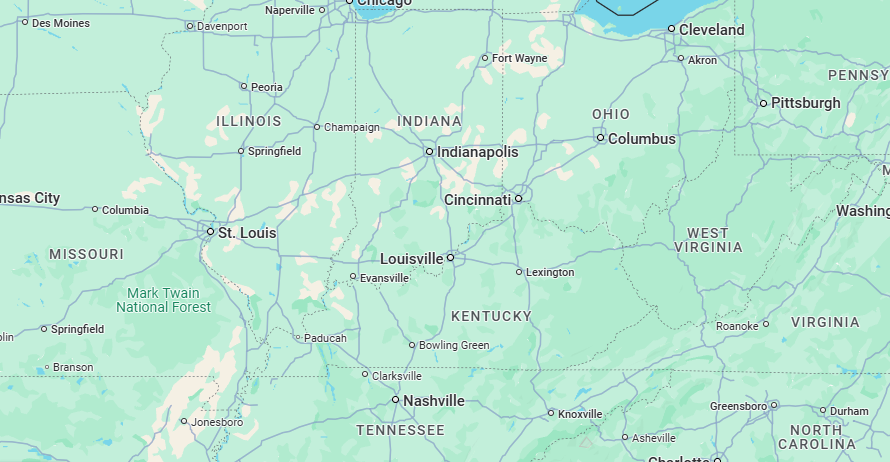 Chicago
Naperville
Des Moines
Davenport
Cleveland
Fort Wayne
Akron
PENNSY
Peoria
Pittsburgh
ILLINOIS
INDIANA
OHIO
Champaign
Columbus
Springfield
Indianapolis
nsas City
Cincinnati
Columbia
Washing
St. Louis
WEST
VIRGINIA
MISSOURI
Louisville
Evansville
Lexington
Mark Twain
National Forest
KENTUCKY
Roanoke
VIRGINIA
Springfield
Paducah
Bowling Green
Branson
Clarksville
Nashville
Greensboro
Durham
Knoxville
Jonesboro
TENNESSEE
Asheville
NORTH
CAROLINA
Charlotte